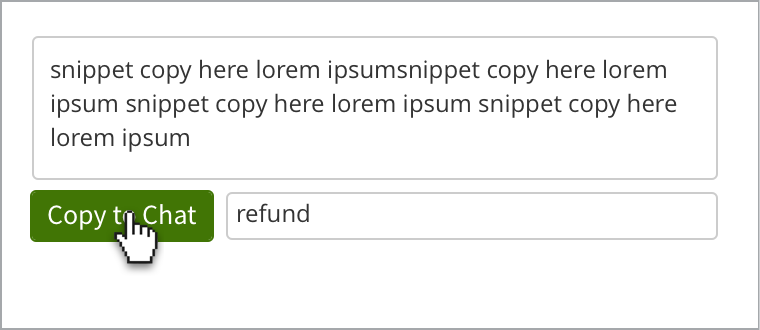 snippet copy here lorem ipsumsnippet copy here lorem
ipsum snippet copy here lorem ipsum snippet copy here
lorem ipsum
Copy to Chat
refund